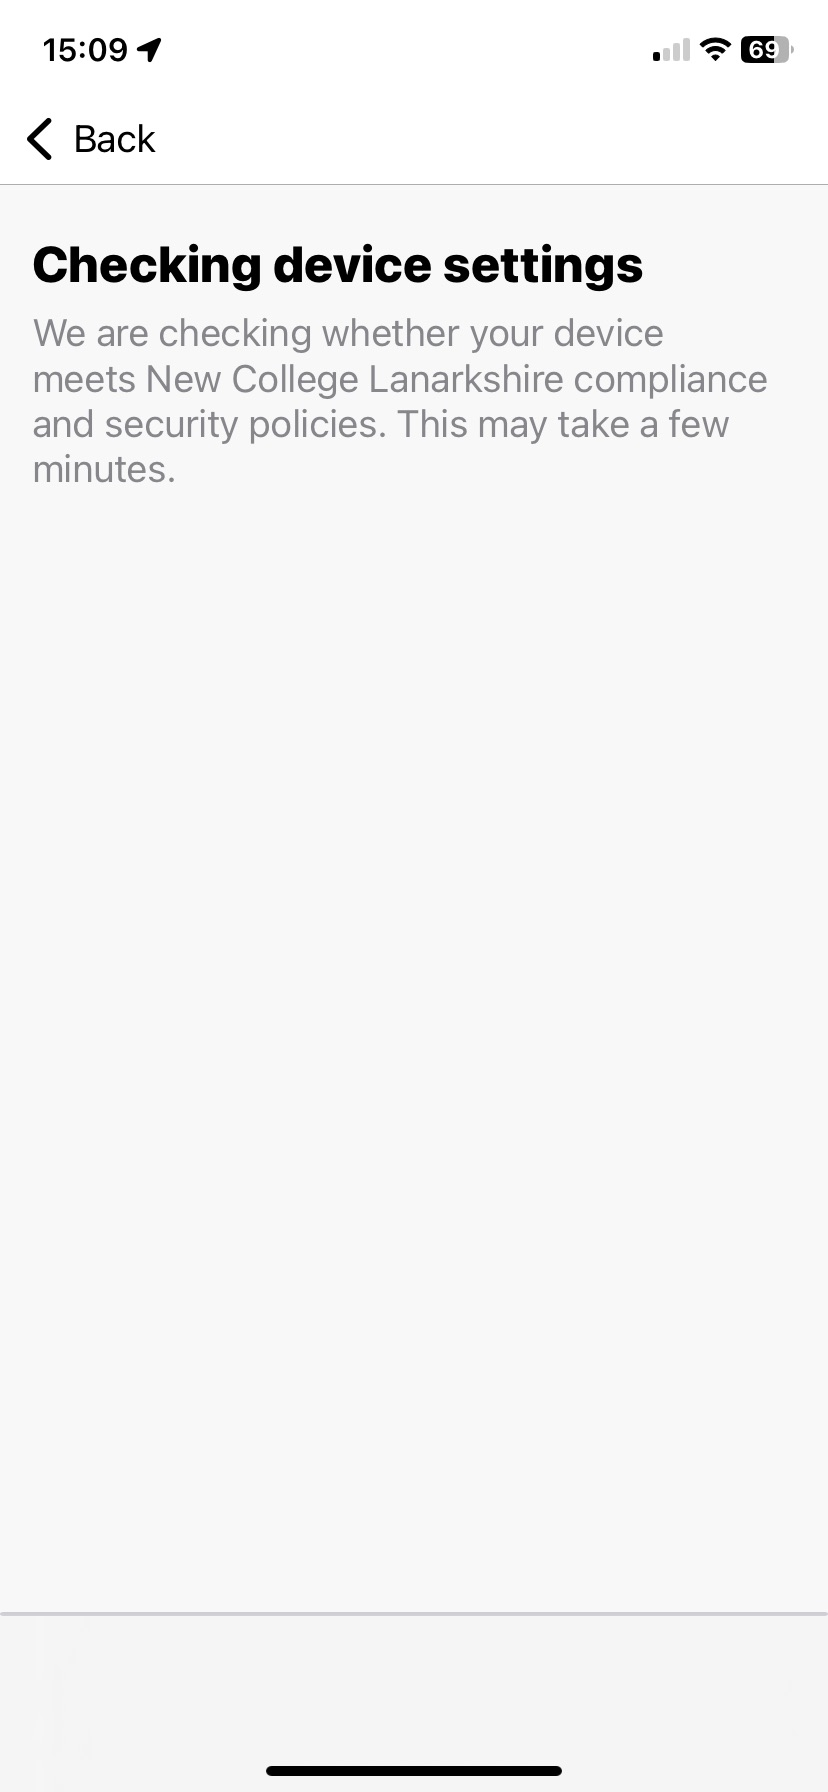 15:09
69
Back
Checking device settings
We are checking whether your device
meets New College Lanarkshire compliance
and security policies. This may take a few
minutes.